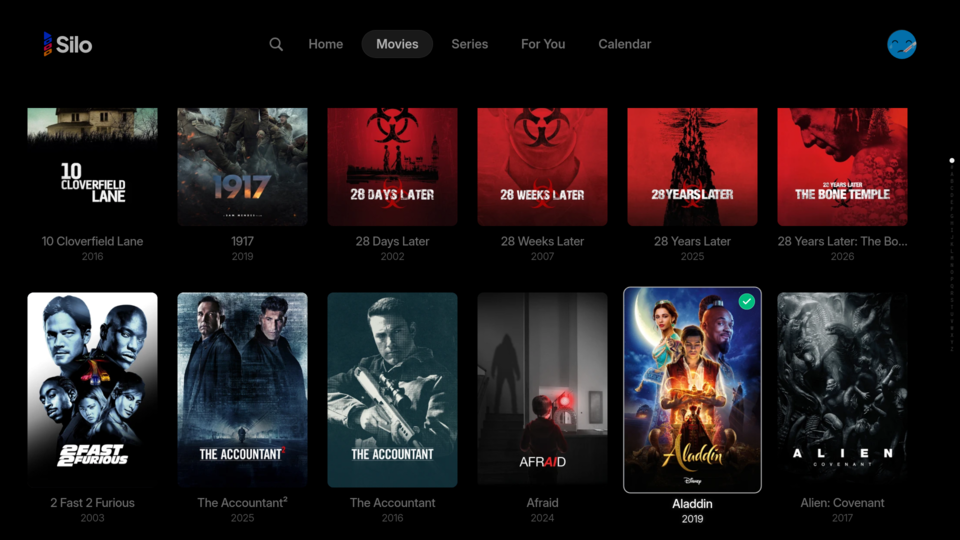 Silo
Home
Movies
Series
For You
Calendar
10
CLOVERFIELD
LANE
1917
28 DAYS LATER
28 WEEKS LATER
28 YEARS LATER
28 YEARS LATER
THE BONE TEMPLE
10 Cloverfield Lane
1917
28 Days Later
28 Weeks Later
28 Years Later
28 Years Later: The Bo...
2016
2019
2002
2007
2025
2026
2 FAST
2 FURIOUS
THE ACCOUNTANT²
THE ACCOUNTANT
AFRAID
Aladdin
Disney
ALIEN
COVENANT
2 Fast 2 Furious
The Accountant²
The Accountant
Afraid
Aladdin
Alien: Covenant
2003
2025
2016
2024
2019
2017